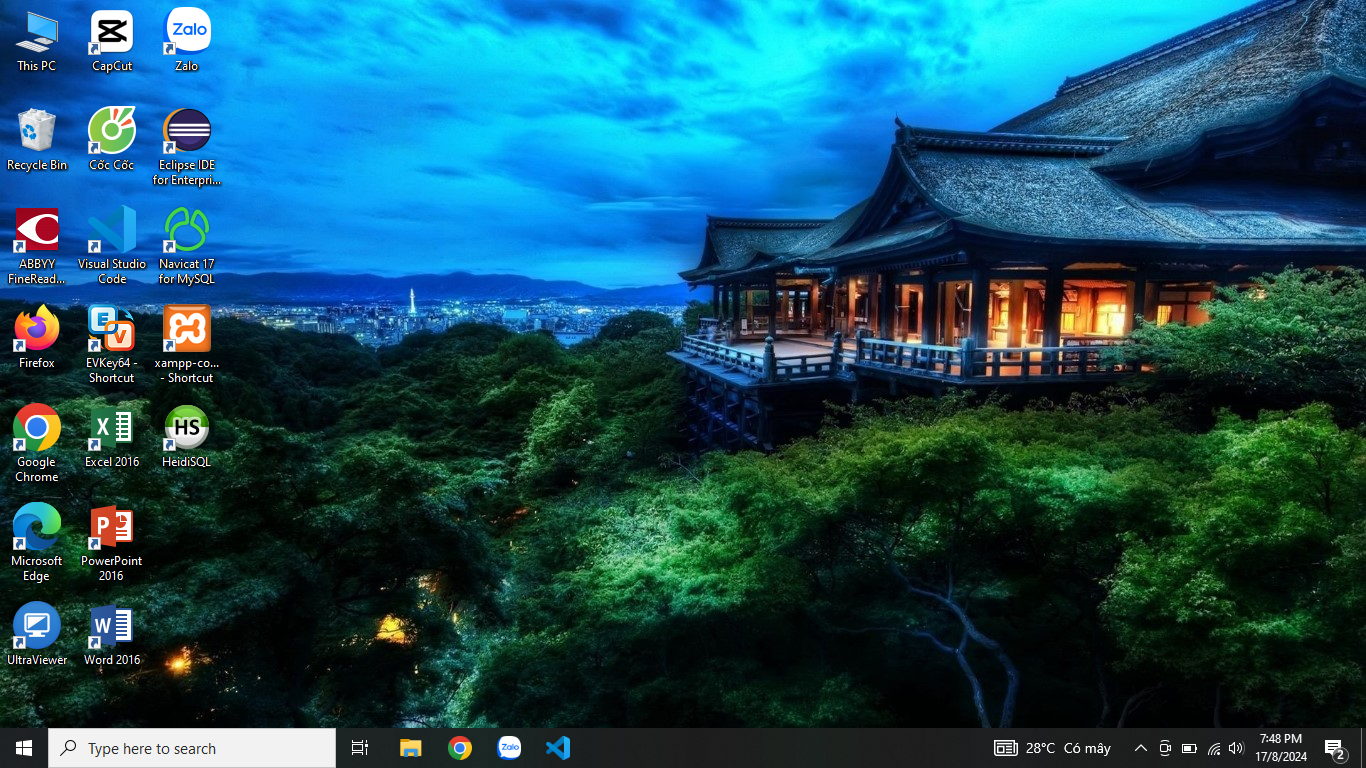 This PC
CapCut
Zalo
Zalo
Recycle Bin
Cốc Cốc
Eclipse IDE
for Enterpri...
ABBYY
FineRead...
Visual Studio
Code
Navicat 17
for MySQL
Firefox
E
V
EVKey64 -
Shortcut
xampp-co...
- Shortcut
Google
Chrome
X
Excel 2016
HS
HeidiSQL
Microsoft
Edge
P
PowerPoint
2016
UltraViewer
W
Word 2016
Type here to search
Zalo
28°C Có mây
7:48 PM
17/8/2024
2